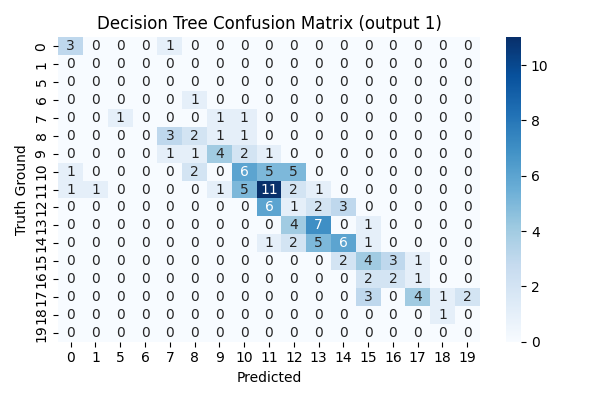 Decision Tree Confusion Matrix (output 1)
Truth Ground
0 3 0 0 0 1 0 0 0 0 0 0 0 0 0 0 0 0
1 0 0 0 0 0 0 0 0 0 0 0 0 0 0 0 0 0
5 0 0 0 0 0 0 0 0 0 0 0 0 0 0 0 0 0
6 0 0 0 0 0 1 0 0 0 0 0 0 0 0 0 0 0
7 0 0 1 0 0 0 1 1 0 0 0 0 0 0 0 0 0
8 0 0 0 0 3 2 1 1 0 0 0 0 0 0 0 0 0
9 0 0 0 0 1 1 4 2 1 0 0 0 0 0 0 0 0
10 1 0 0 0 0 2 0 6 5 5 0 0 0 0 0 0 0
11 1 1 0 0 0 0 1 5 11 2 1 0 0 0 0 0 0
12 0 0 0 0 0 0 0 0 6 1 2 3 0 0 0 0 0
13 0 0 0 0 0 0 0 0 0 4 7 0 1 0 0 0 0
14 0 0 0 0 0 0 0 0 1 2 5 6 1 0 0 0 0
15 0 0 0 0 0 0 0 0 0 0 0 2 4 3 1 0 0
16 0 0 0 0 0 0 0 0 0 0 0 0 2 2 1 0 0
17 0 0 0 0 0 0 0 0 0 0 0 0 3 0 4 1 2
18 0 0 0 0 0 0 0 0 0 0 0 0 0 0 0 1 0
19 0 0 0 0 0 0 0 0 0 0 0 0 0 0 0 0 0
0 1 5 6 7 8 9 10 11 12 13 14 15 16 17 18 19
Predicted
10
8
6
4
2
0